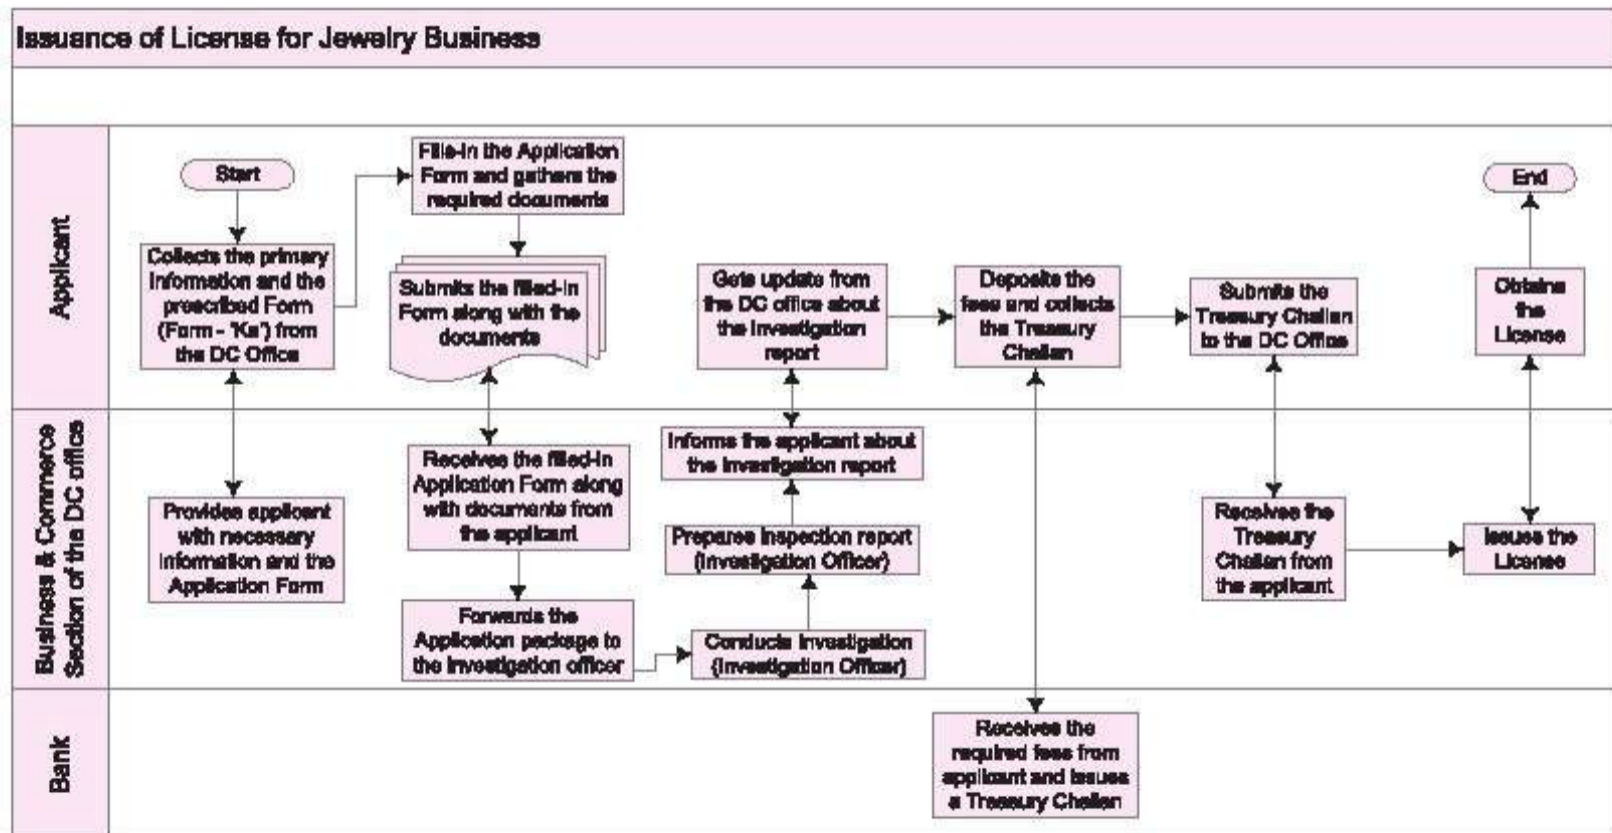 Issuance of License for Jewelry Business
Applicant
Start
Collects the primary
information and the
prescribed Form
(Form - 'Ka') from
the DC Office
Fills-in the Application
Form and gathers the
required documents
Submits the filled-in
Form along with the
documents
Gets update from
the DC office about
the investigation
report
Deposits the
fees and collects
the Treasury
Challan
Submits the
Treasury Challan
to the DC Office
End
Obtains
the
License
Business & Commerce
Section of the DC office
Provides applicant
with necessary
information and the
Application Form
Receives the filled-in
Application Form along
with documents from
the applicant
Forwards the
Application package to
the investigation officer
Informs the applicant about
the investigation report
Prepares inspection report
(Investigation Officer)
Conducts investigation
(Investigation Officer)
Receives the
Treasury
Challan from
the applicant
Issues the
License
Bank
Receives the
required fees from
applicant and issues
a Treasury Challan